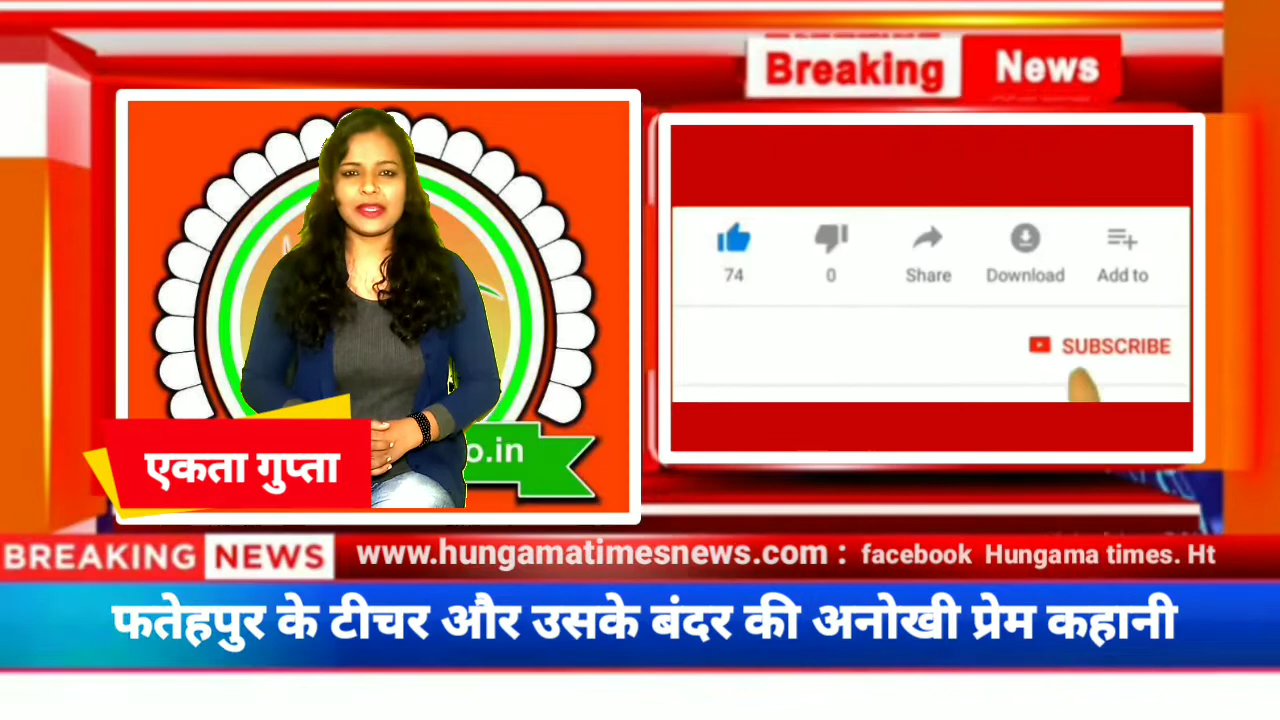 Breaking News
74 0 Share Download Add to
SUBSCRIBE
o.in
एकता गुप्ता
BREAKING NEWS www.hungamatimesnews.com : facebook Hungama times. Ht
फतेहपुर के टीचर और उसके बंदर की अनोखी प्रेम कहानी